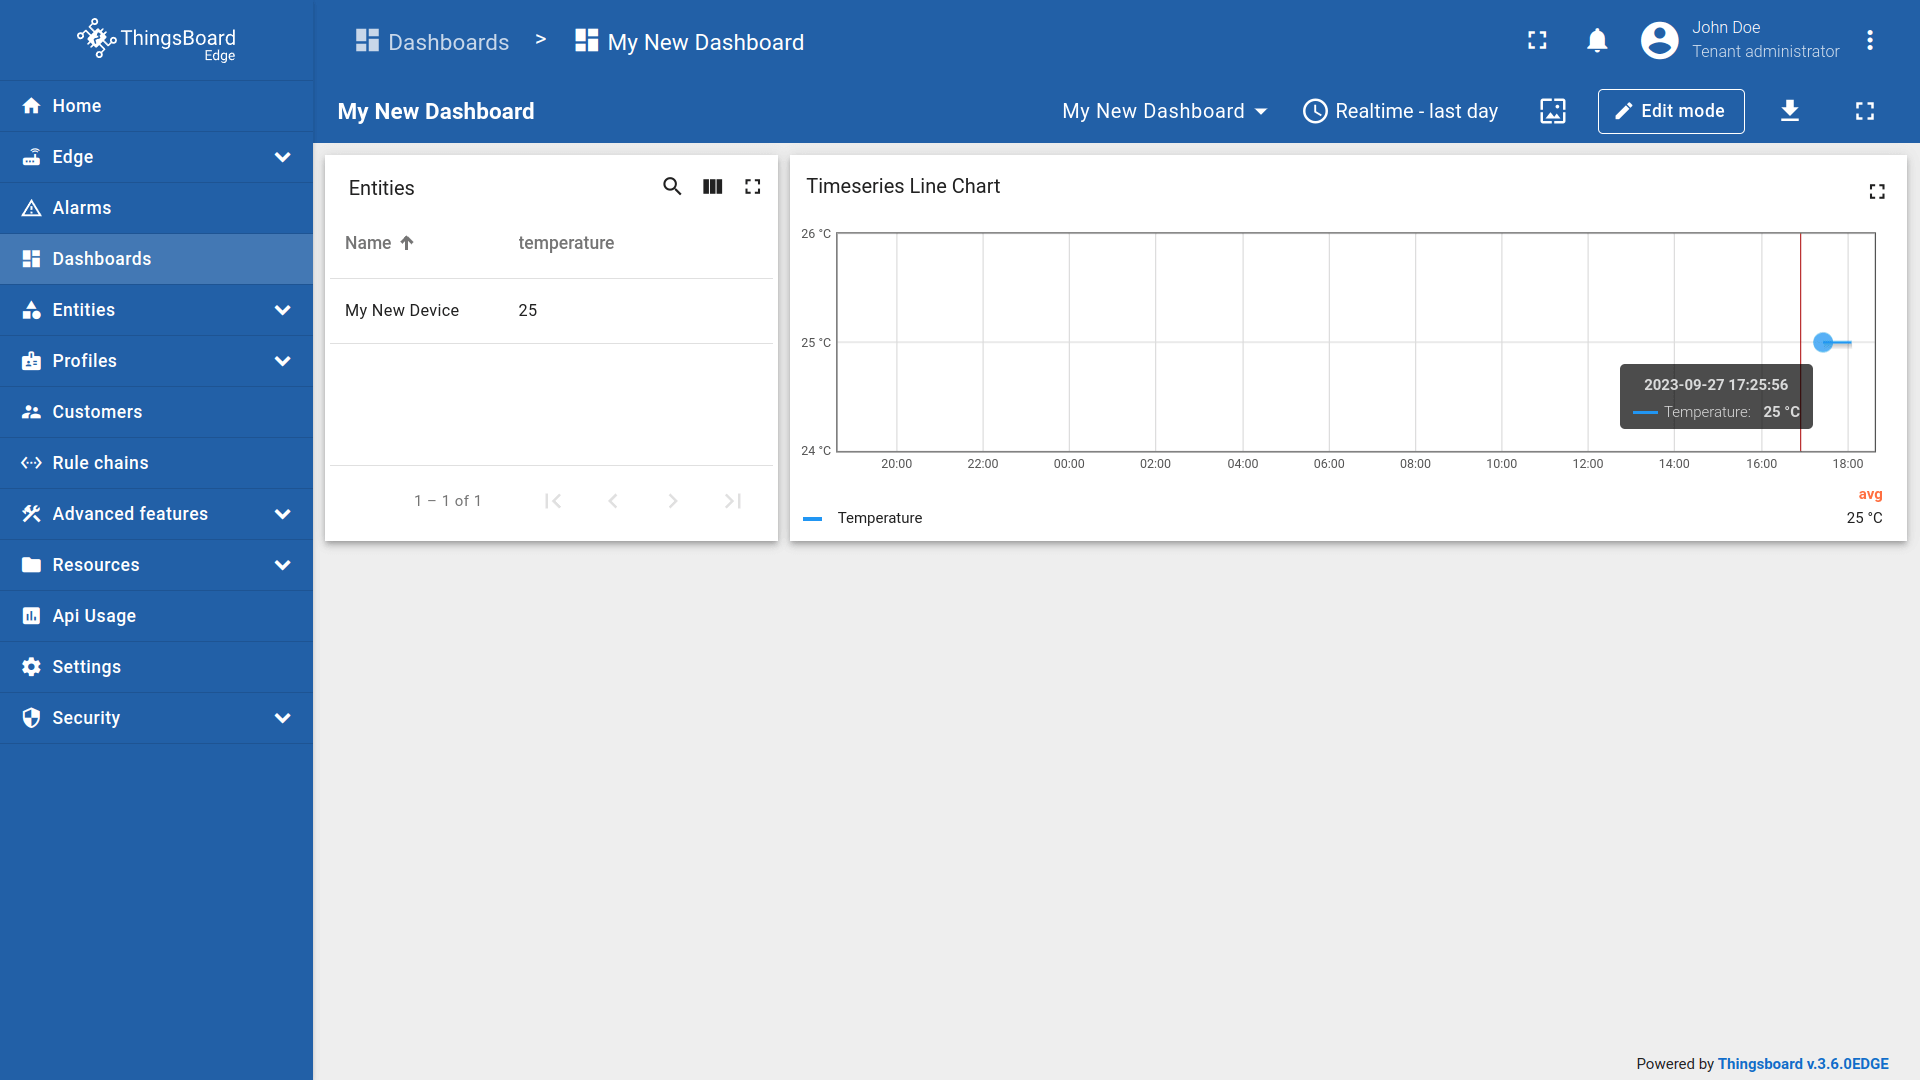 ThingsBoard
Edge
Home
Edge
Alarms
Dashboards
Entities
Profiles
Customers
Rule chains
Advanced features
Resources
Api Usage
Settings
Security
Dashboards > My New Dashboard
John Doe
Tenant administrator
My New Dashboard
My New Dashboard
Realtime - last day
Edit mode
Entities
Name temperature
My New Device 25
1 – 1 of 1
Timeseries Line Chart
26 °C
25 °C
24 °C
2023-09-27 17:25:56
Temperature: 25 °C
20:00 22:00 00:00 02:00 04:00 06:00 08:00 10:00 12:00 14:00 16:00 18:00
avg
Temperature 25 °C
Powered by Thingsboard v.3.6.0EDGE